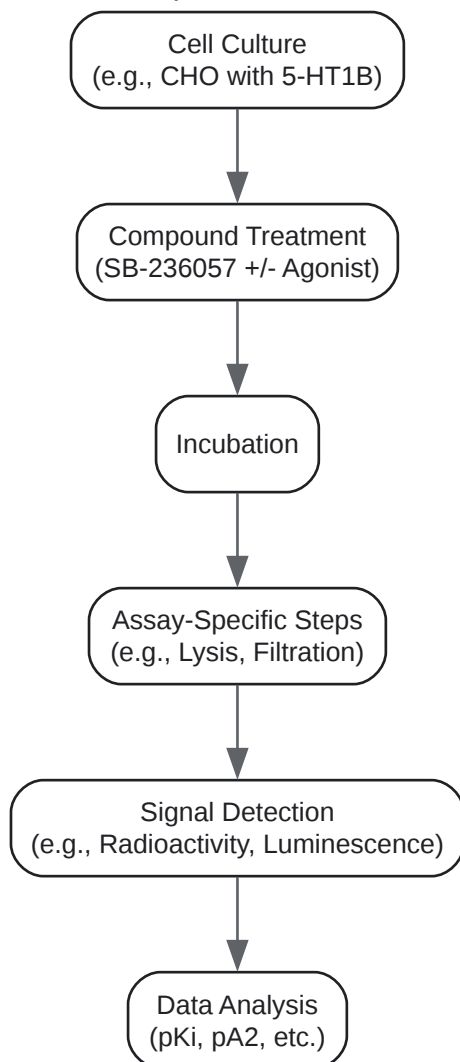 Cell Culture
(e.g., CHO with 5-HT1B)
Compound Treatment
(SB-236057 +/- Agonist)
Incubation
Assay-Specific Steps
(e.g., Lysis, Filtration)
Signal Detection
(e.g., Radioactivity, Luminescence)
Data Analysis
(pKi, pA2, etc.)